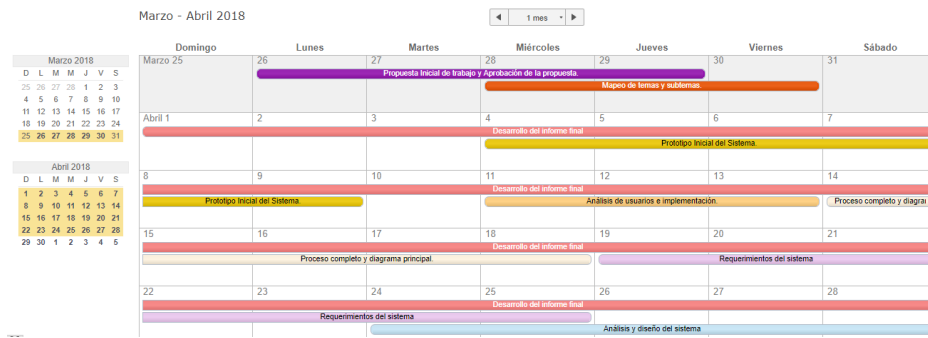 Marzo - Abril 2018
1 mes
Domingo Lunes Martes Miércoles Jueves Viernes Sábado
Marzo 2018
D L M M J V S
25 26 27 28 1 2 3
4 5 6 7 8 9 10
11 12 13 14 15 16 17
18 19 20 21 22 23 24
25 26 27 28 29 30 31
Abril 2018
D L M M J V S
1 2 3 4 5 6 7
8 9 10 11 12 13 14
15 16 17 18 19 20 21
22 23 24 25 26 27 28
29 30 1 2 3 4 5
Marzo 25 26 27 28 29 30 31
Propuesta Inicial de trabajo y Aprobación de la propuesta.
Mapeo de temas y subtemas.
Abril 1 2 3 4 5 6 7
Desarrollo del informe final
Prototipo Inicial del Sistema.
8 9 10 11 12 13 14
Desarrollo del informe final
Prototipo Inicial del Sistema. Análisis de usuarios e implementación. Proceso completo y diagra
15 16 17 18 19 20 21
Desarrollo del informe final
Proceso completo y diagrama principal. Requerimientos del sistema
22 23 24 25 26 27 28
Desarrollo del informe final
Requerimientos del sistema
Análisis y diseño del sistema